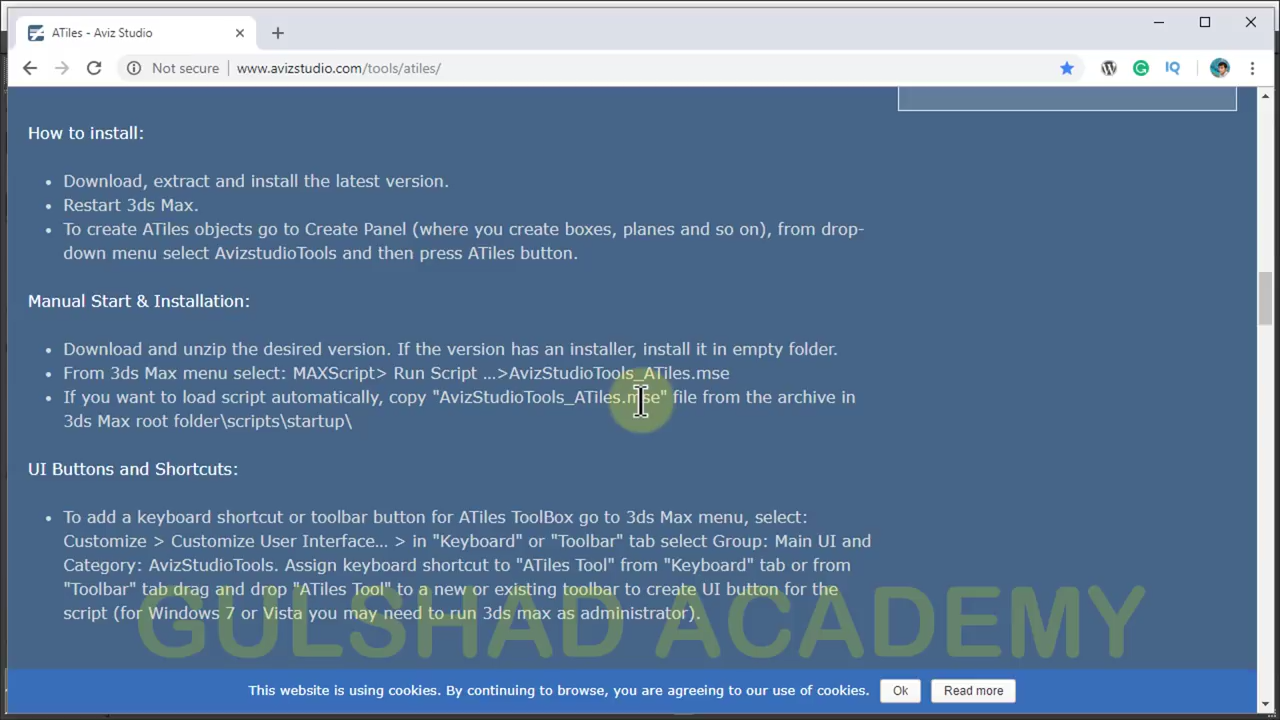 ATiles - Aviz Studio
Not secure
www.avizstudio.com/tools/atiles/
How to install:
• Download, extract and install the latest version.
• Restart 3ds Max.
• To create ATiles objects go to Create Panel (where you create boxes, planes and so on), from drop-
down menu select AvizstudioTools and then press ATiles button.
Manual Start & Installation:
• Download and unzip the desired version. If the version has an installer, install it in empty folder.
• From 3ds Max menu select: MAXScript> Run Script ...>AvizStudioTools_ATiles.mse
• If you want to load script automatically, copy "AvizStudioTools_ATiles.mse" file from the archive in
3ds Max root folder\scripts\startup\
UI Buttons and Shortcuts:
• To add a keyboard shortcut or toolbar button for ATiles ToolBox go to 3ds Max menu, select:
Customize > Customize User Interface... > in "Keyboard" or "Toolbar" tab select Group: Main UI and
Category: AvizStudioTools. Assign keyboard shortcut to "ATiles Tool" from "Keyboard" tab or from
"Toolbar" tab drag and drop "ATiles Tool" to a new or existing toolbar to create UI button for the
script (for Windows 7 or Vista you may need to run 3ds max as administrator).
GULSHAD ACADEMY
This website is using cookies. By continuing to browse, you are agreeing to our use of cookies.
Ok
Read more